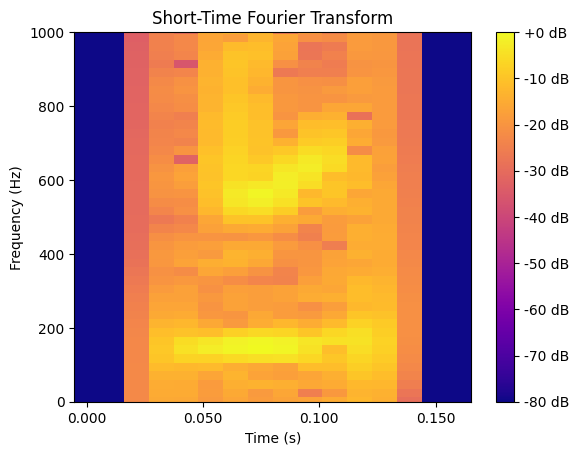 Short-Time Fourier Transform
1000
800
600
400
200
0
Frequency (Hz)
0.000
0.050
0.100
0.150
Time (s)
+0 dB
-10 dB
-20 dB
-30 dB
-40 dB
-50 dB
-60 dB
-70 dB
-80 dB